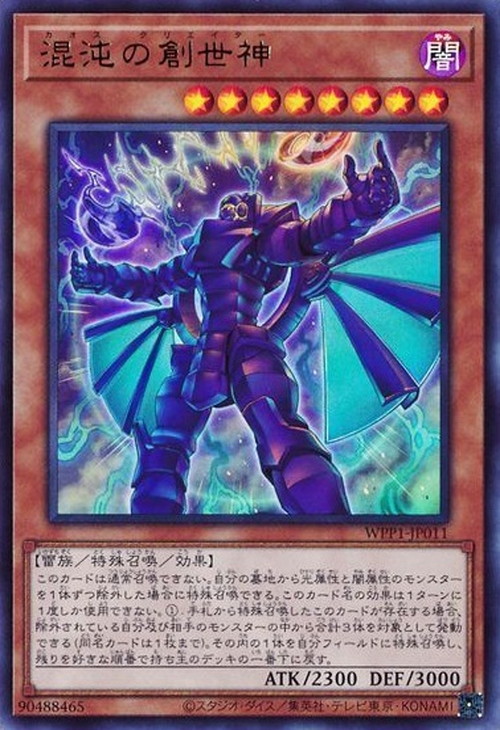 カオス クリエイター
混沌の創世神
やみ
闇
WPP1-JP011
【雷族／特殊召喚／効果】
このカードは通常召喚できない。自分の墓地から光属性と闇属性のモンスター
を1体ずつ除外した場合に特殊召喚できる。このカード名の効果は1ターンに
1度しか使用できない。①：手札から特殊召喚したこのカードが存在する場合、
除外されている自分及び相手のモンスターの中から合計3体を対象として発動
できる（同名カードは1枚まで）。その内の1体を自分フィールドに特殊召喚し、
残りを好きな順番で持ち主のデッキの一番下に戻す。
ATK/2300 DEF/3000
90488465
©スタジオ・ダイス／集英社・テレビ東京・KONAMI